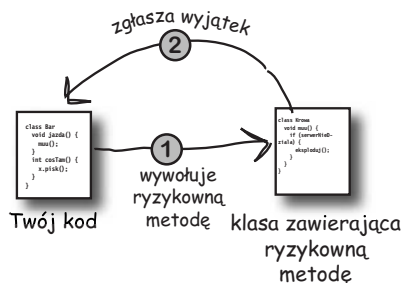 zgłasza wyjątek
2
class Bar
void jazda() {
muu();
}
int cosTam() {
x.pisk();
}
}
1
class Krowa
void muu() {
if (serwerNieD-
ziala) {
eksploduj();
}
}
}
wywołuje
ryzykowną
metodę
Twój kod
klasa zawierająca
ryzykowną
metodę